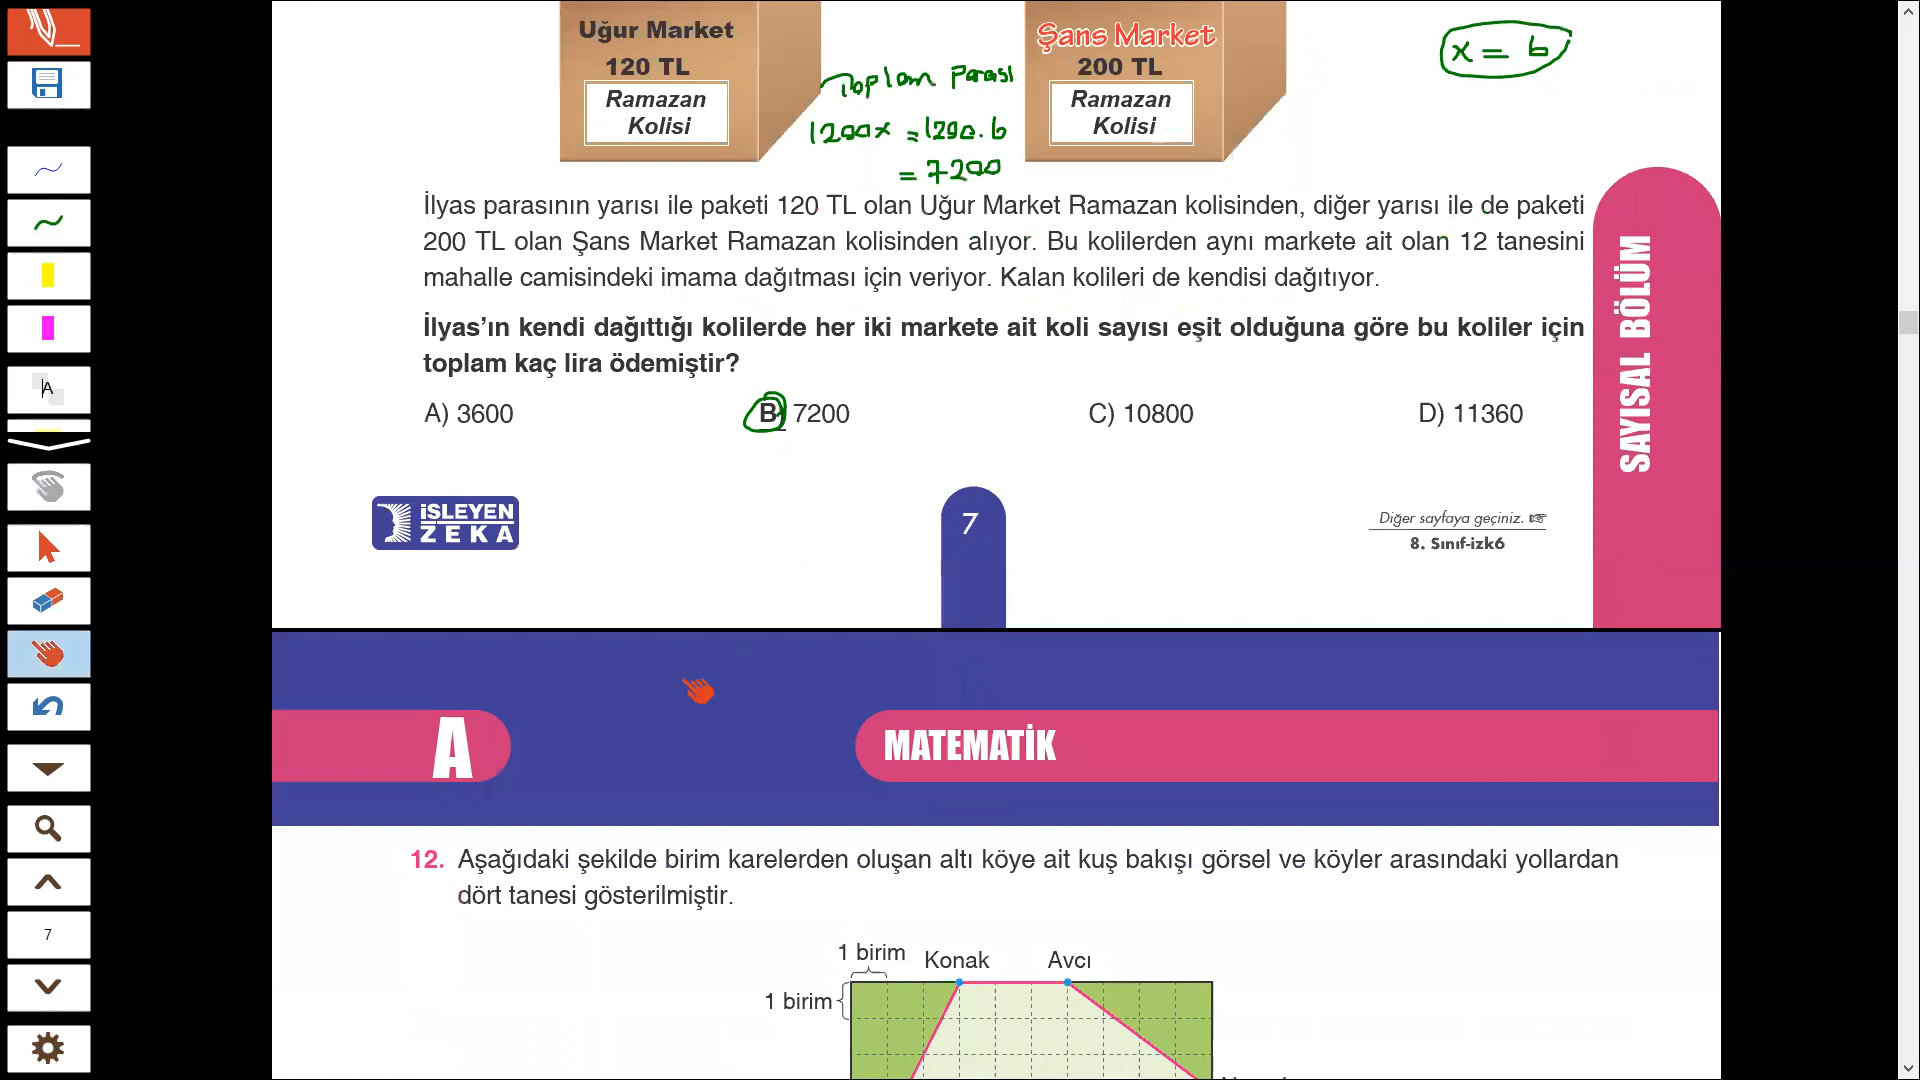 Uğur Market
120 TL
Ramazan
Kolisi
Toplam Parası
1200x = 1200.6
= 7200
Şans Market
200 TL
Ramazan
Kolisi
x = 6
İlyas parasının yarısı ile paketi 120 TL olan Uğur Market Ramazan kolisinden, diğer yarısı ile de paketi
200 TL olan Şans Market Ramazan kolisinden alıyor. Bu kolilerden aynı markete ait olan 12 tanesini
mahalle camisindeki imama dağıtması için veriyor. Kalan kolileri de kendisi dağıtıyor.
İlyas’ın kendi dağıttığı kolilerde her iki markete ait koli sayısı eşit olduğuna göre bu koliler için
toplam kaç lira ödemiştir?
A) 3600
B) 7200
C) 10800
D) 11360
SAYISAL BÖLÜM
İŞLEYEN
ZEKA
7
Diğer sayfaya geçiniz.
8. Sınıf-izk6
A
MATEMATİK
12. Aşağıdaki şekilde birim karelerden oluşan altı köye ait kuş bakışı görsel ve köyler arasındaki yollardan
dört tanesi gösterilmiştir.
1 birim
Konak
Avcı
1 birim
A
7